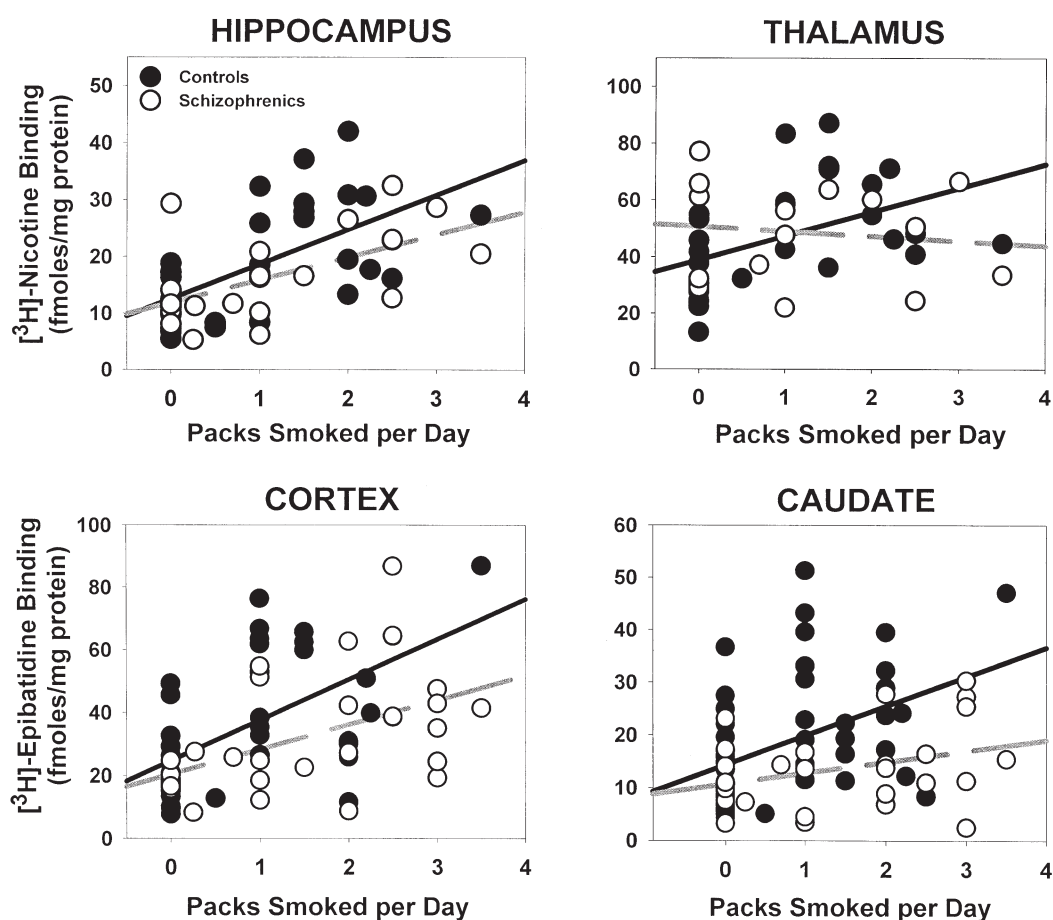 HIPPOCAMPUS
[³H]-Nicotine Binding
(fmoles/mg protein)
50
40
30
20
10
0
Controls
Schizophrenics
0 1 2 3 4
Packs Smoked per Day
THALAMUS
100
80
60
40
20
0
0 1 2 3 4
Packs Smoked per Day
CORTEX
[³H]-Epibatidine Binding
(fmoles/mg protein)
100
80
60
40
20
0
0 1 2 3 4
Packs Smoked per Day
CAUDATE
60
50
40
30
20
10
0
0 1 2 3 4
Packs Smoked per Day